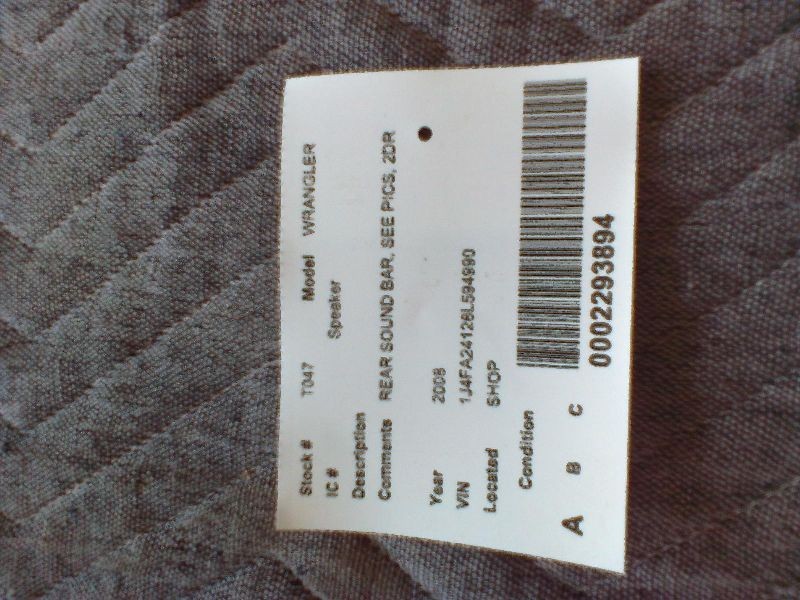 Stock # T047 Model WRANGLER
IC # Speaker
Description
Comments REAR SOUND BAR, SEE PICS, 2DR
Year 2008
VIN 1J4FA24128L594990
Located SHOP
Condition
A B C
0002293894